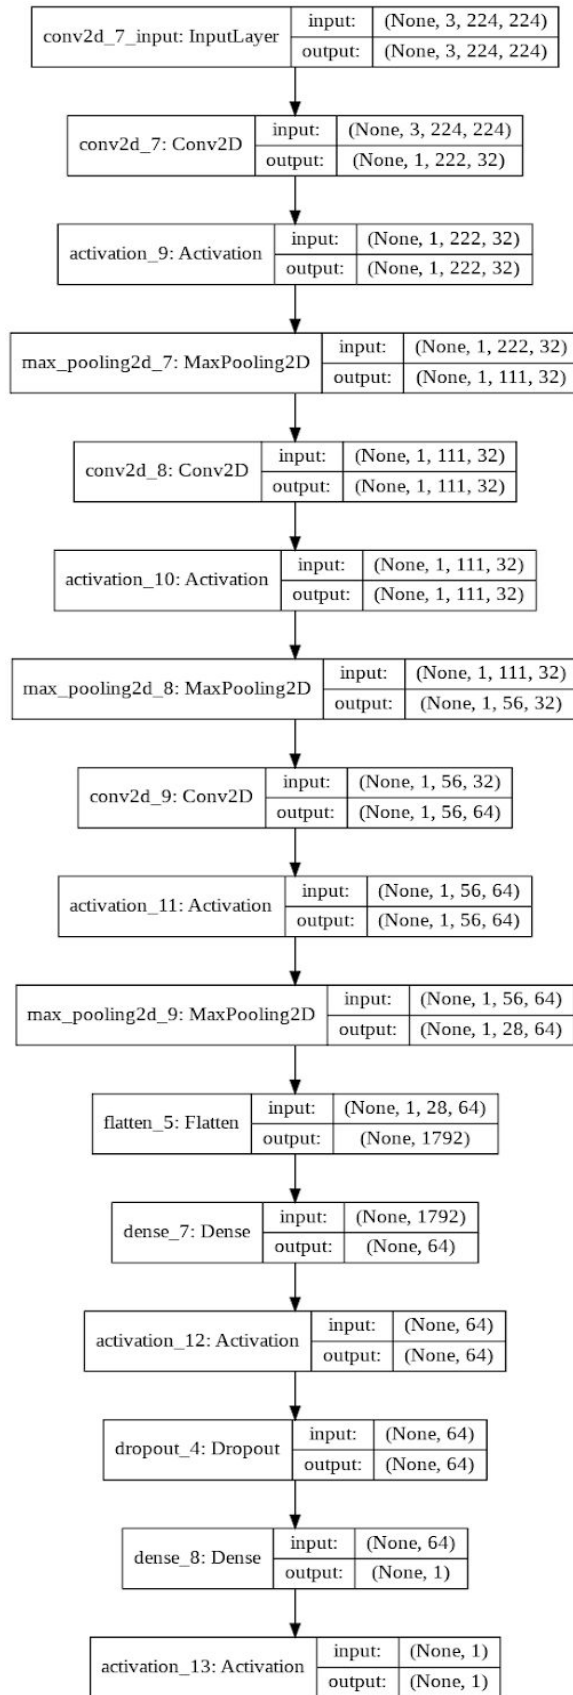 conv2d_7_input: InputLayer
input: (None, 3, 224, 224)
output: (None, 3, 224, 224)
conv2d_7: Conv2D
input: (None, 3, 224, 224)
output: (None, 1, 222, 32)
activation_9: Activation
input: (None, 1, 222, 32)
output: (None, 1, 222, 32)
max_pooling2d_7: MaxPooling2D
input: (None, 1, 222, 32)
output: (None, 1, 111, 32)
conv2d_8: Conv2D
input: (None, 1, 111, 32)
output: (None, 1, 111, 32)
activation_10: Activation
input: (None, 1, 111, 32)
output: (None, 1, 111, 32)
max_pooling2d_8: MaxPooling2D
input: (None, 1, 111, 32)
output: (None, 1, 56, 32)
conv2d_9: Conv2D
input: (None, 1, 56, 32)
output: (None, 1, 56, 64)
activation_11: Activation
input: (None, 1, 56, 64)
output: (None, 1, 56, 64)
max_pooling2d_9: MaxPooling2D
input: (None, 1, 56, 64)
output: (None, 1, 28, 64)
flatten_5: Flatten
input: (None, 1, 28, 64)
output: (None, 1792)
dense_7: Dense
input: (None, 1792)
output: (None, 64)
activation_12: Activation
input: (None, 64)
output: (None, 64)
dropout_4: Dropout
input: (None, 64)
output: (None, 64)
dense_8: Dense
input: (None, 64)
output: (None, 1)
activation_13: Activation
input: (None, 1)
output: (None, 1)